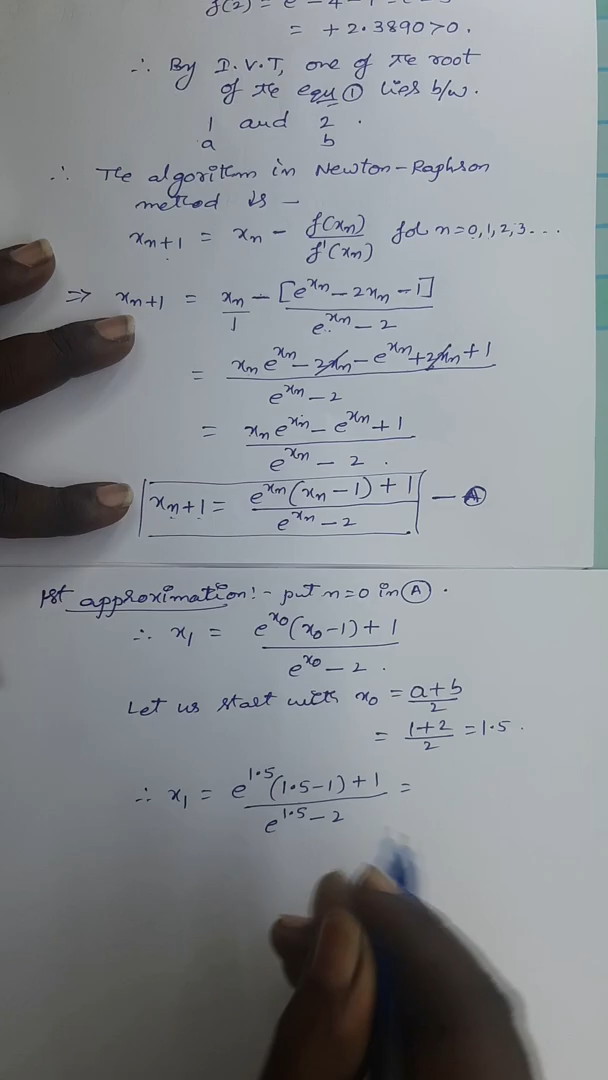 = + 2.3890 > 0.
∴ By I.V.T, one of the root
of the equ ① lies b/w.
1 and 2 .
a b
∴ The algorithm in Newton-Raphson
method is –
xₙ₊₁ = xₙ – f(xₙ)/f'(xₙ) for n=0,1,2,3...
⇒ xₙ₊₁ = xₙ/1 – [e^xₙ – 2xₙ – 1]/(e^xₙ – 2)
= (xₙe^xₙ – 2xₙ – e^xₙ + 2xₙ + 1)/(e^xₙ – 2)
= (xₙe^xₙ – e^xₙ + 1)/(e^xₙ – 2) .
xₙ₊₁ = (e^xₙ(xₙ – 1) + 1)/(e^xₙ – 2) — Ⓐ
1st approximation:- put n=0 in Ⓐ .
∴ x₁ = (e^x₀(x₀–1) + 1)/(e^x₀ – 2) .
Let us start with x₀ = (a+b)/2
= (1+2)/2 = 1.5 .
∴ x₁ = (e^1.5(1.5–1) + 1)/(e^1.5 – 2) =